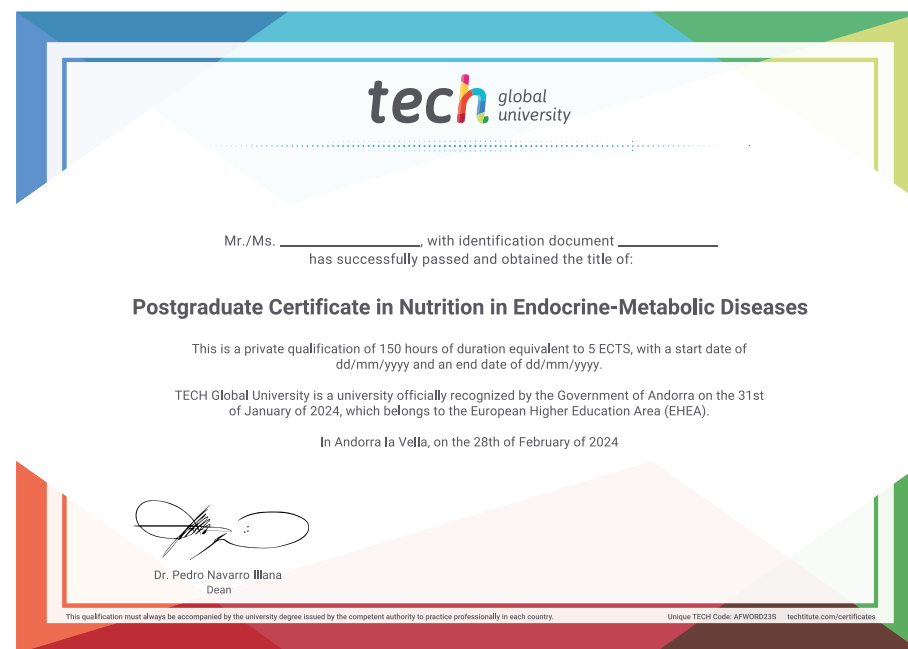 tech global university
Mr./Ms. ____________________, with identification document ______________
has successfully passed and obtained the title of:
Postgraduate Certificate in Nutrition in Endocrine-Metabolic Diseases
This is a private qualification of 150 hours of duration equivalent to 5 ECTS, with a start date of
dd/mm/yyyy and an end date of dd/mm/yyyy.
TECH Global University is a university officially recognized by the Government of Andorra on the 31st
of January of 2024, which belongs to the European Higher Education Area (EHEA).
In Andorra la Vella, on the 28th of February of 2024
Dr. Pedro Navarro Illana
Dean
This qualification must always be accompanied by the university degree issued by the competent authority to practice professionally in each country. Unique TECH Code: AFWORD23S techtitute.com/certificates